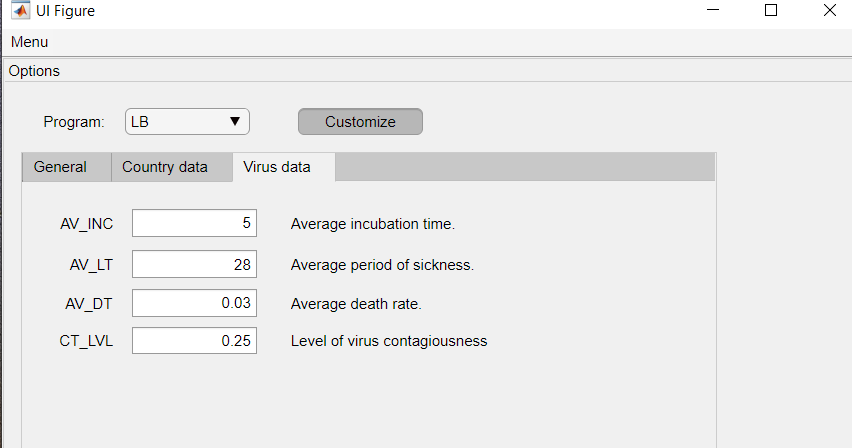 UI Figure
Menu
Options
Program: LB Customize
General Country data Virus data
AV_INC 5 Average incubation time.
AV_LT 28 Average period of sickness.
AV_DT 0.03 Average death rate.
CT_LVL 0.25 Level of virus contagiousness